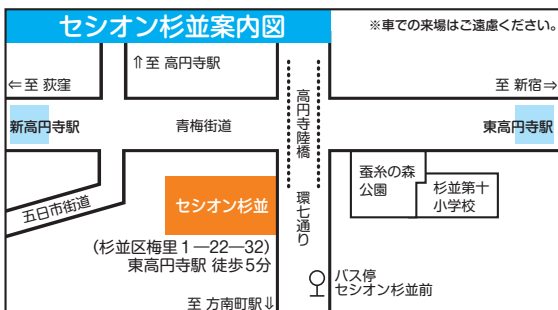 セシオン杉並案内図
※車での来場はご遠慮ください。
⇧至 高円寺駅
⇐至 荻窪
至 新宿⇒
新高円寺駅
青梅街道
高円寺陸橋
東高円寺駅
蚕糸の森
公園
杉並第十
小学校
五日市街道
セシオン杉並
環七通り
(杉並区梅里1―22―32)
東高円寺駅 徒歩5分
バス停
セシオン杉並前
至 方南町駅⇩